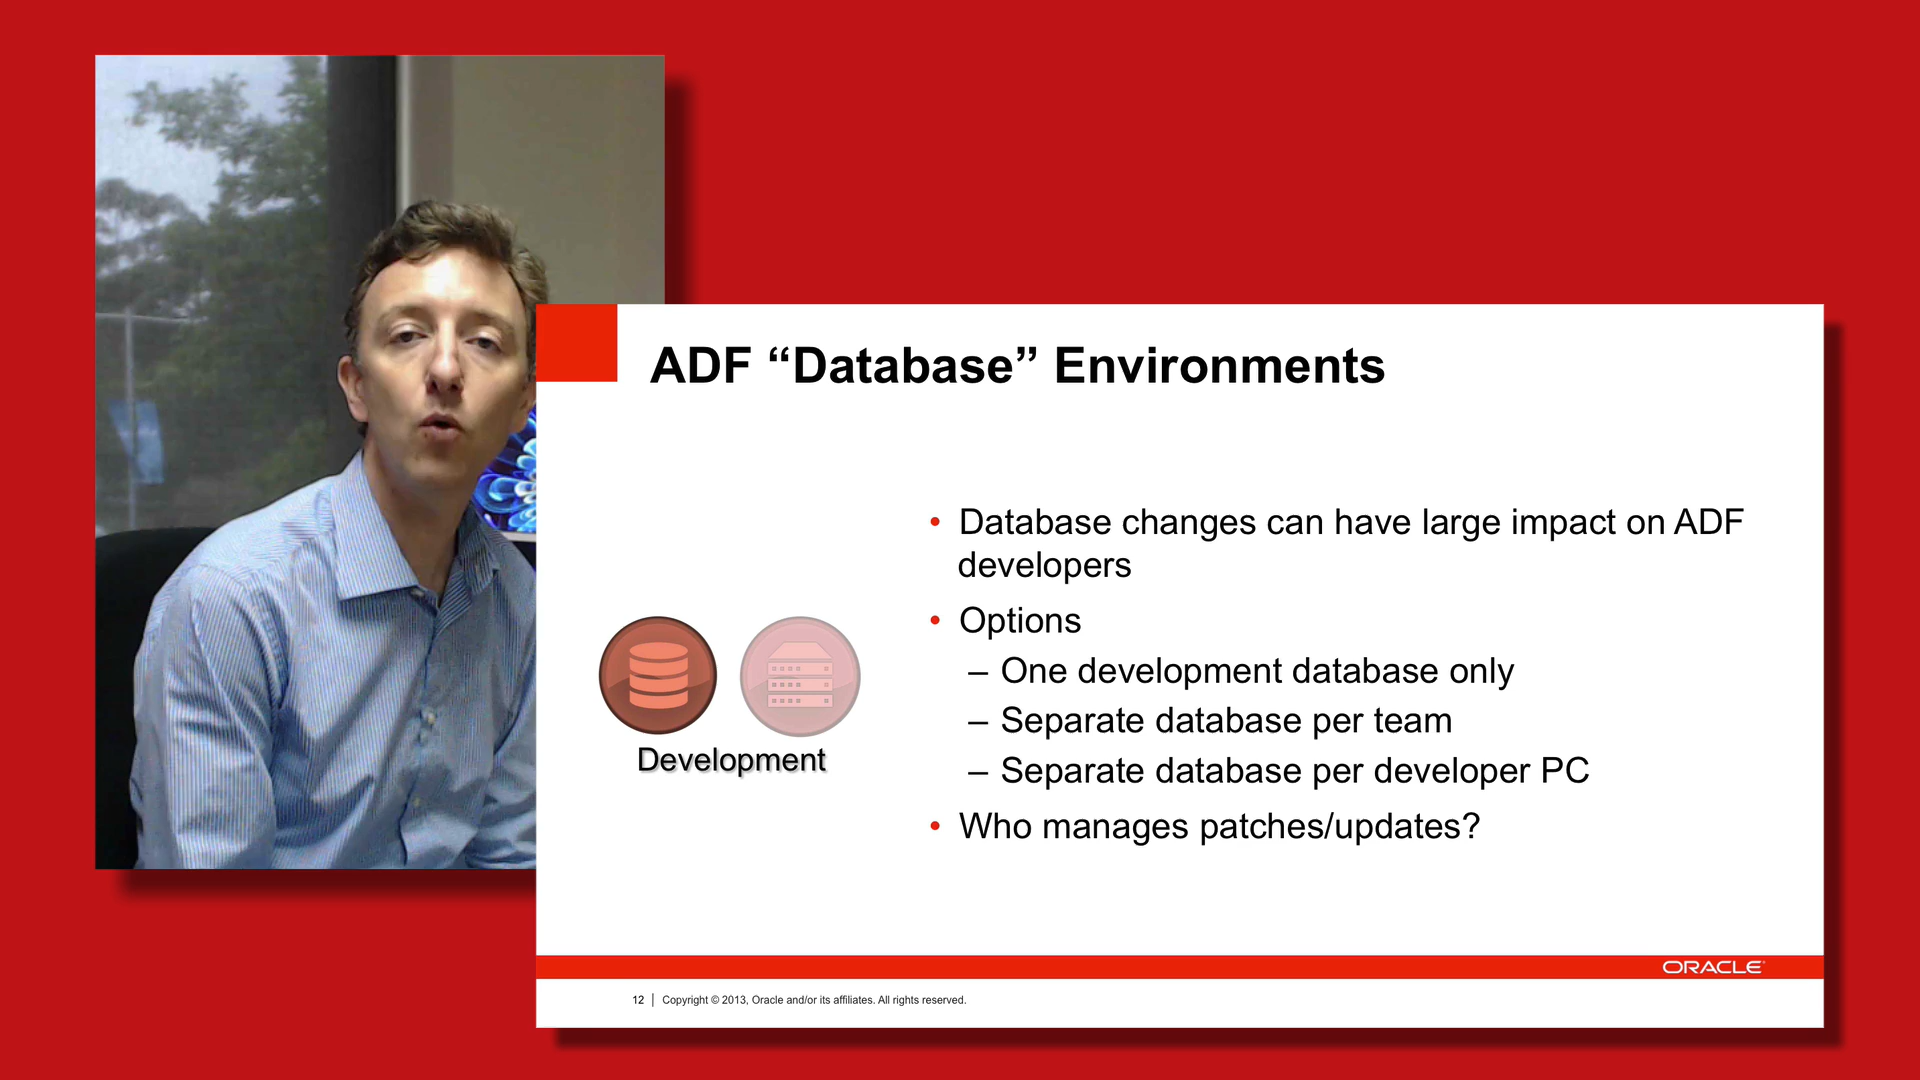 ADF “Database” Environments
• Database changes can have large impact on ADF
developers
• Options
– One development database only
– Separate database per team
– Separate database per developer PC
• Who manages patches/updates?
Development
ORACLE
12 | Copyright © 2013, Oracle and/or its affiliates. All rights reserved.